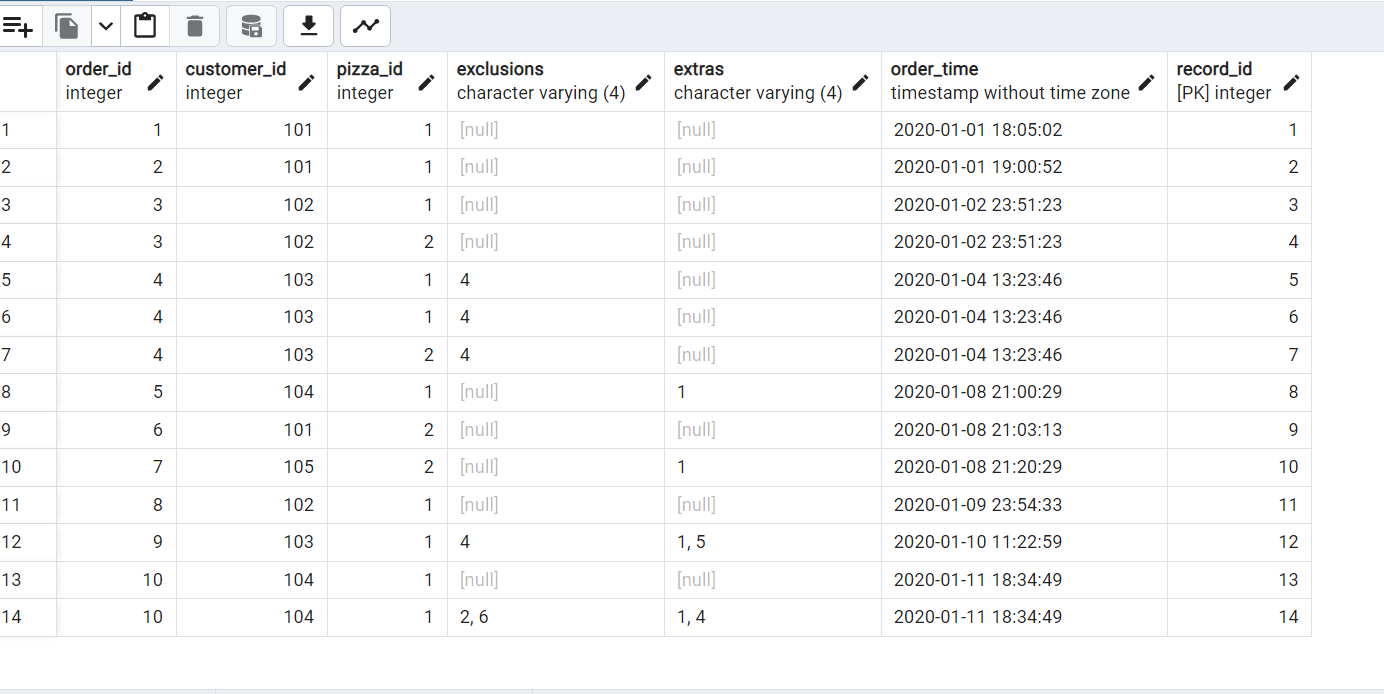 order_id customer_id pizza_id exclusions extras order_time record_id
integer integer integer character varying (4) character varying (4) timestamp without time zone [PK] integer
1 1 101 1 [null] [null] 2020-01-01 18:05:02 1
2 2 101 1 [null] [null] 2020-01-01 19:00:52 2
3 3 102 1 [null] [null] 2020-01-02 23:51:23 3
4 3 102 2 [null] [null] 2020-01-02 23:51:23 4
5 4 103 1 4 [null] 2020-01-04 13:23:46 5
6 4 103 1 4 [null] 2020-01-04 13:23:46 6
7 4 103 2 4 [null] 2020-01-04 13:23:46 7
8 5 104 1 [null] 1 2020-01-08 21:00:29 8
9 6 101 2 [null] [null] 2020-01-08 21:03:13 9
10 7 105 2 [null] 1 2020-01-08 21:20:29 10
11 8 102 1 [null] [null] 2020-01-09 23:54:33 11
12 9 103 1 4 1, 5 2020-01-10 11:22:59 12
13 10 104 1 [null] [null] 2020-01-11 18:34:49 13
14 10 104 1 2, 6 1, 4 2020-01-11 18:34:49 14